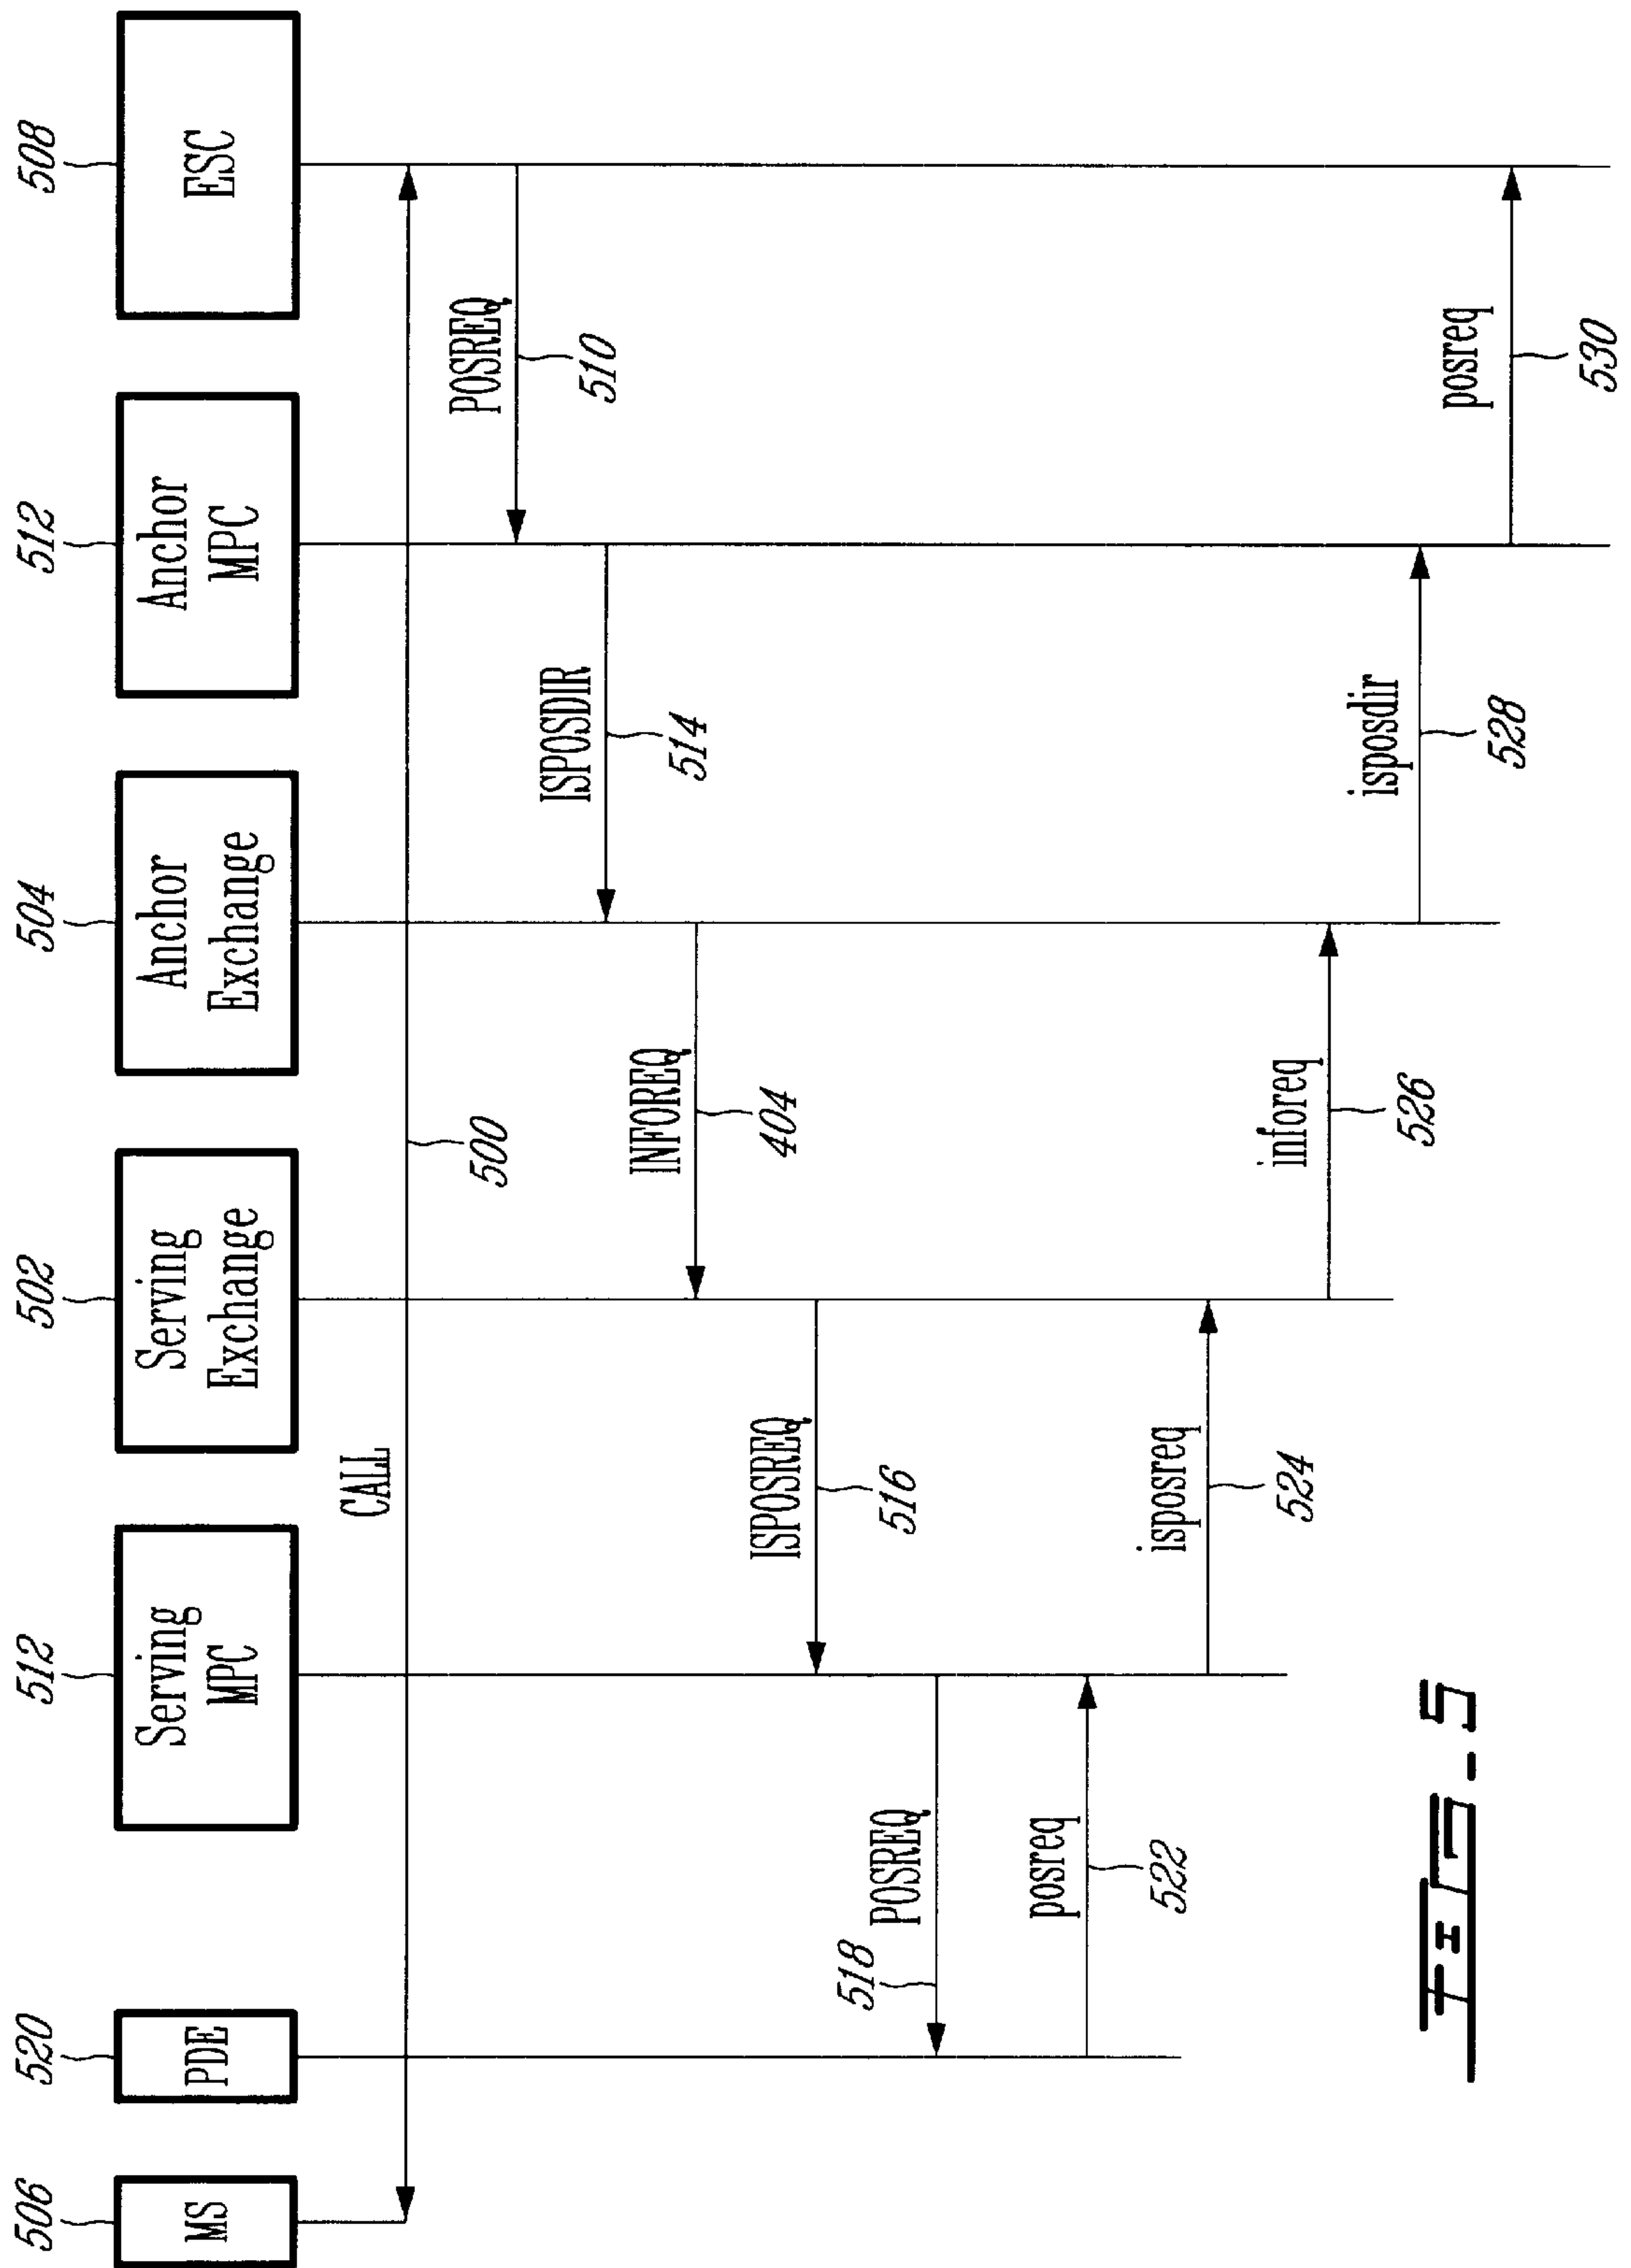 506
MS
520
PDE
512
Serving
MPC
502
Serving
Exchange
504
Anchor
Exchange
512
Anchor
MPC
508
ESC
CALL
500
POSREQ
510
ISPOSDIR
514
INFOREQ
404
ISPOSREQ
516
POSREQ
518
posreq
522
isposreq
524
inforeq
526
isposdir
528
posreq
530
FIG-5